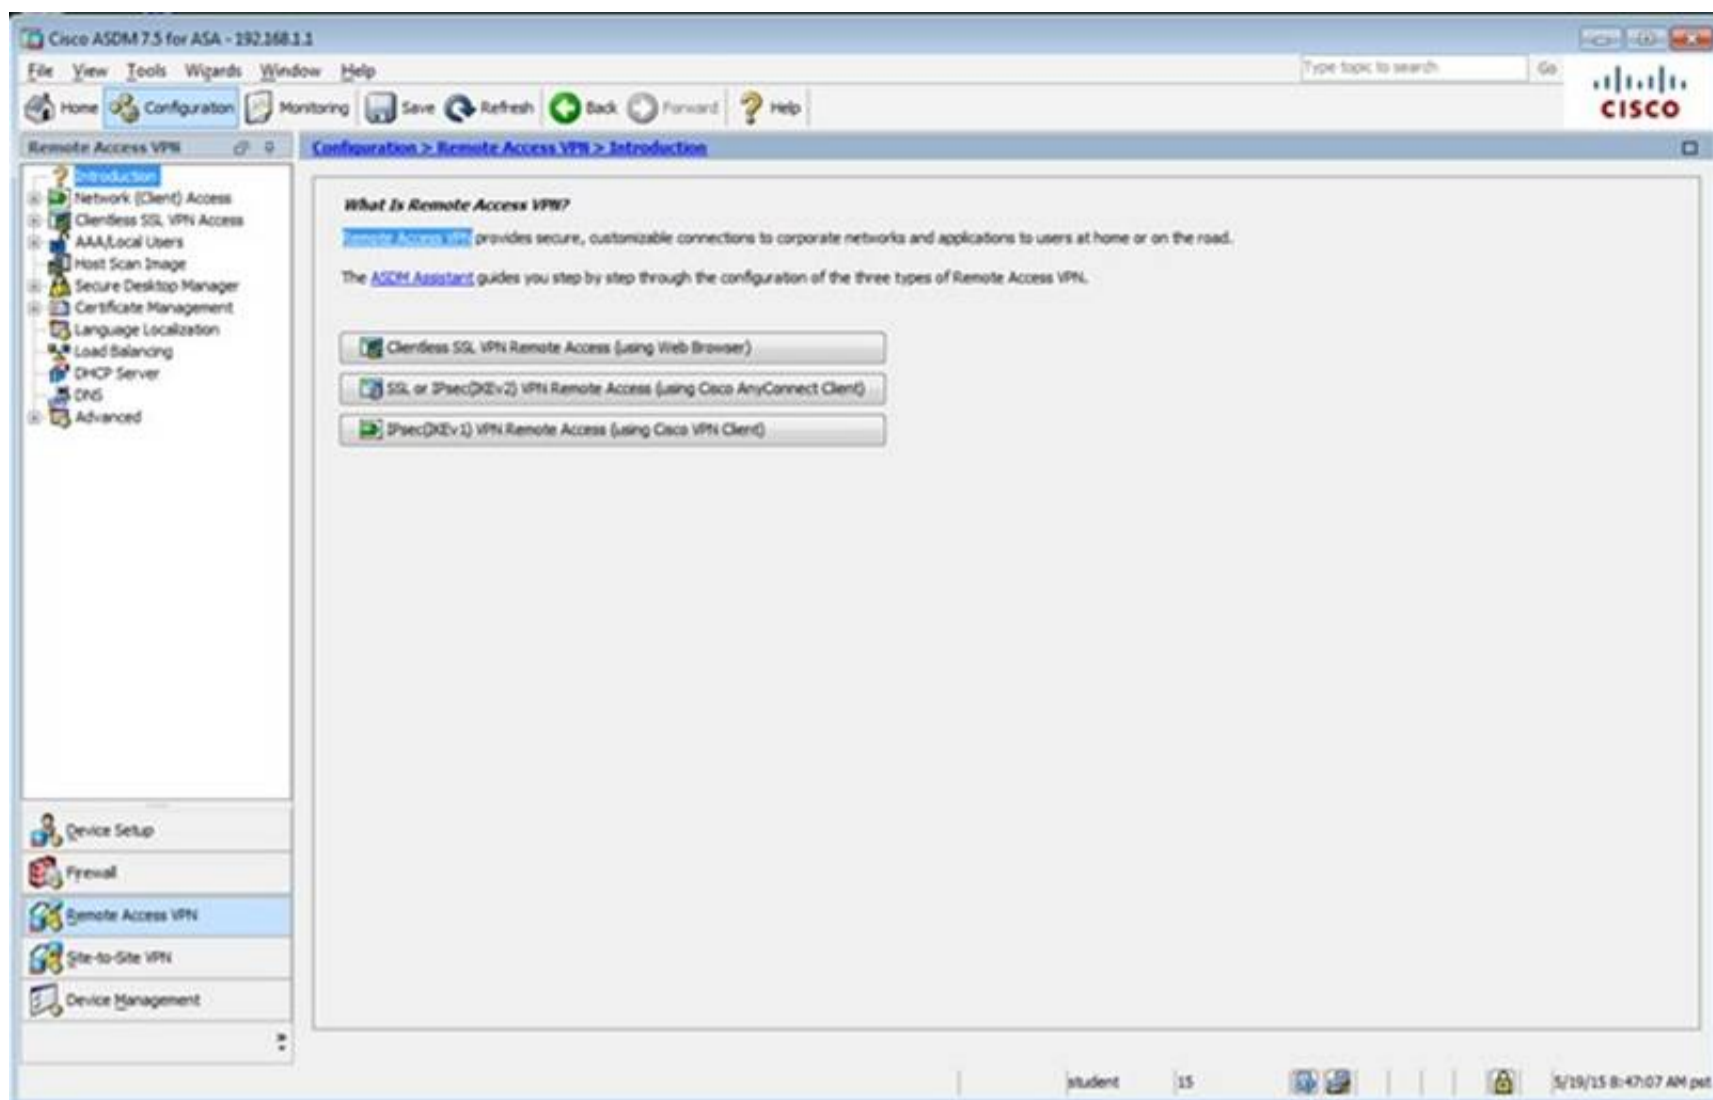 Cisco ASDM 7.5 for ASA - 192.168.1.1
File View Tools Wizards Window Help
Type topic to search Go
Home Configuration Monitoring Save Refresh Back Forward Help
CISCO
Remote Access VPN
Configuration > Remote Access VPN > Introduction
Introduction
Network (Client) Access
Clientless SSL VPN Access
AAA/Local Users
Host Scan Image
Secure Desktop Manager
Certificate Management
Language Localization
Load Balancing
DHCP Server
DNS
Advanced
What Is Remote Access VPN?
Remote Access VPN provides secure, customizable connections to corporate networks and applications to users at home or on the road.
The ASDM Assistant guides you step by step through the configuration of the three types of Remote Access VPN.
Clientless SSL VPN Remote Access (using Web Browser)
SSL or IPsec(IKEv2) VPN Remote Access (using Cisco AnyConnect Client)
IPsec(IKEv1) VPN Remote Access (using Cisco VPN Client)
Device Setup
Firewall
Remote Access VPN
Site-to-Site VPN
Device Management
student 15 5/19/15 8:47:07 AM pst